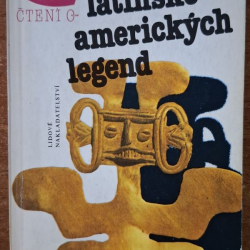 ČTENÍ O
latinsko
amerických
legend
LIDOVÉ
NAKLADATELSTVÍ